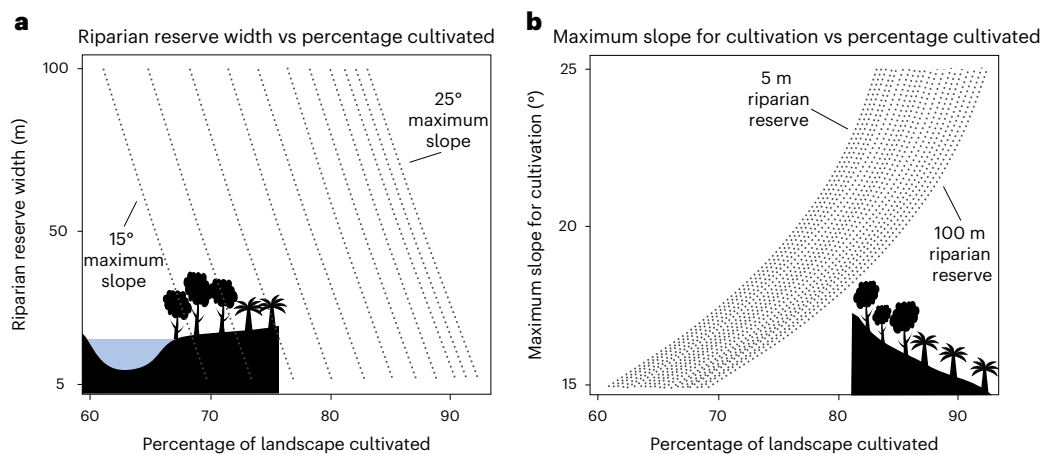 a
Riparian reserve width vs percentage cultivated
Riparian reserve width (m)
100
50
5
25°
maximum
slope
15°
maximum
slope
60
70
80
90
Percentage of landscape cultivated
b
Maximum slope for cultivation vs percentage cultivated
Maximum slope for cultivation (°)
25
20
15
5 m
riparian
reserve
100 m
riparian
reserve
60
70
80
90
Percentage of landscape cultivated